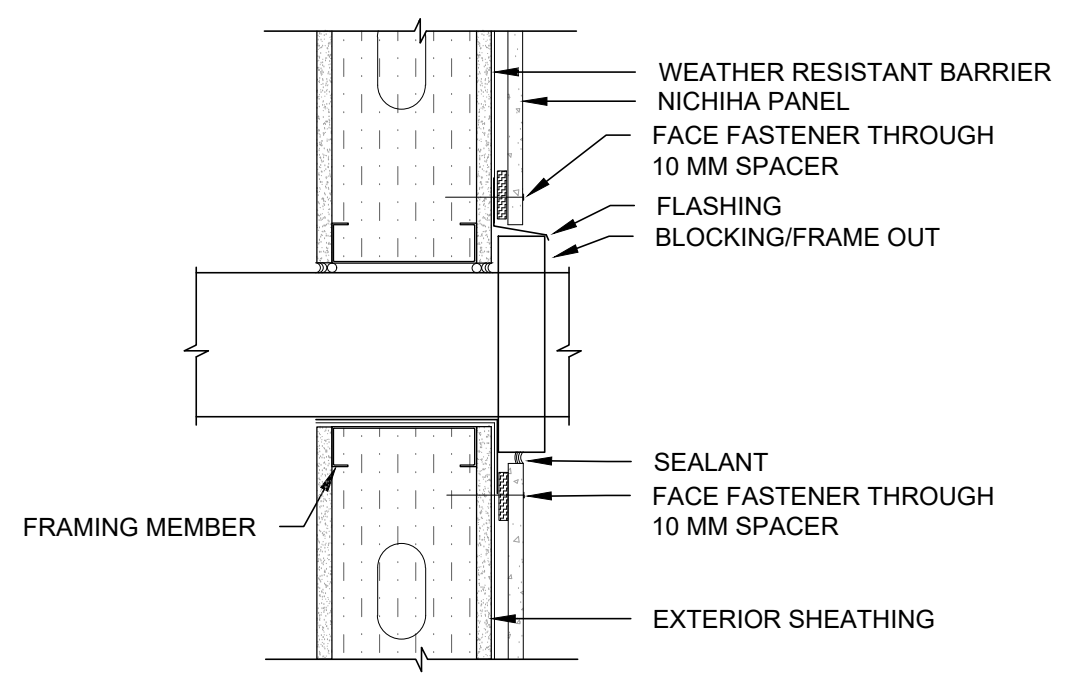 WEATHER RESISTANT BARRIER
NICHIHA PANEL
FACE FASTENER THROUGH
10 MM SPACER
FLASHING
BLOCKING/FRAME OUT
SEALANT
FACE FASTENER THROUGH
10 MM SPACER
FRAMING MEMBER
EXTERIOR SHEATHING